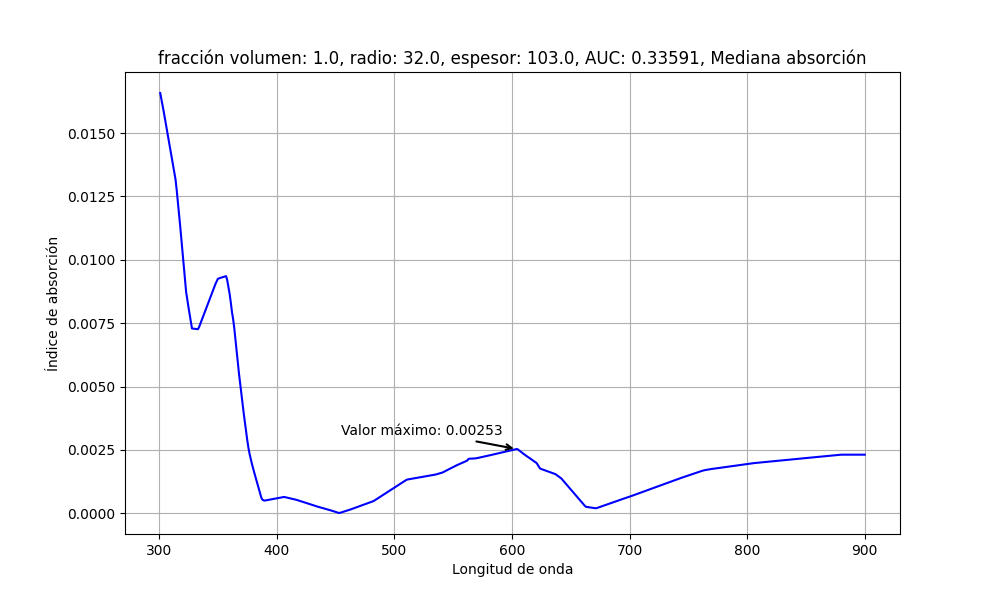 fracción volumen: 1.0, radio: 32.0, espesor: 103.0, AUC: 0.33591, Mediana absorción
0.0150
0.0125
0.0100
0.0075
0.0050
0.0025
0.0000
Índice de absorción
Valor máximo: 0.00253
300 400 500 600 700 800 900
Longitud de onda